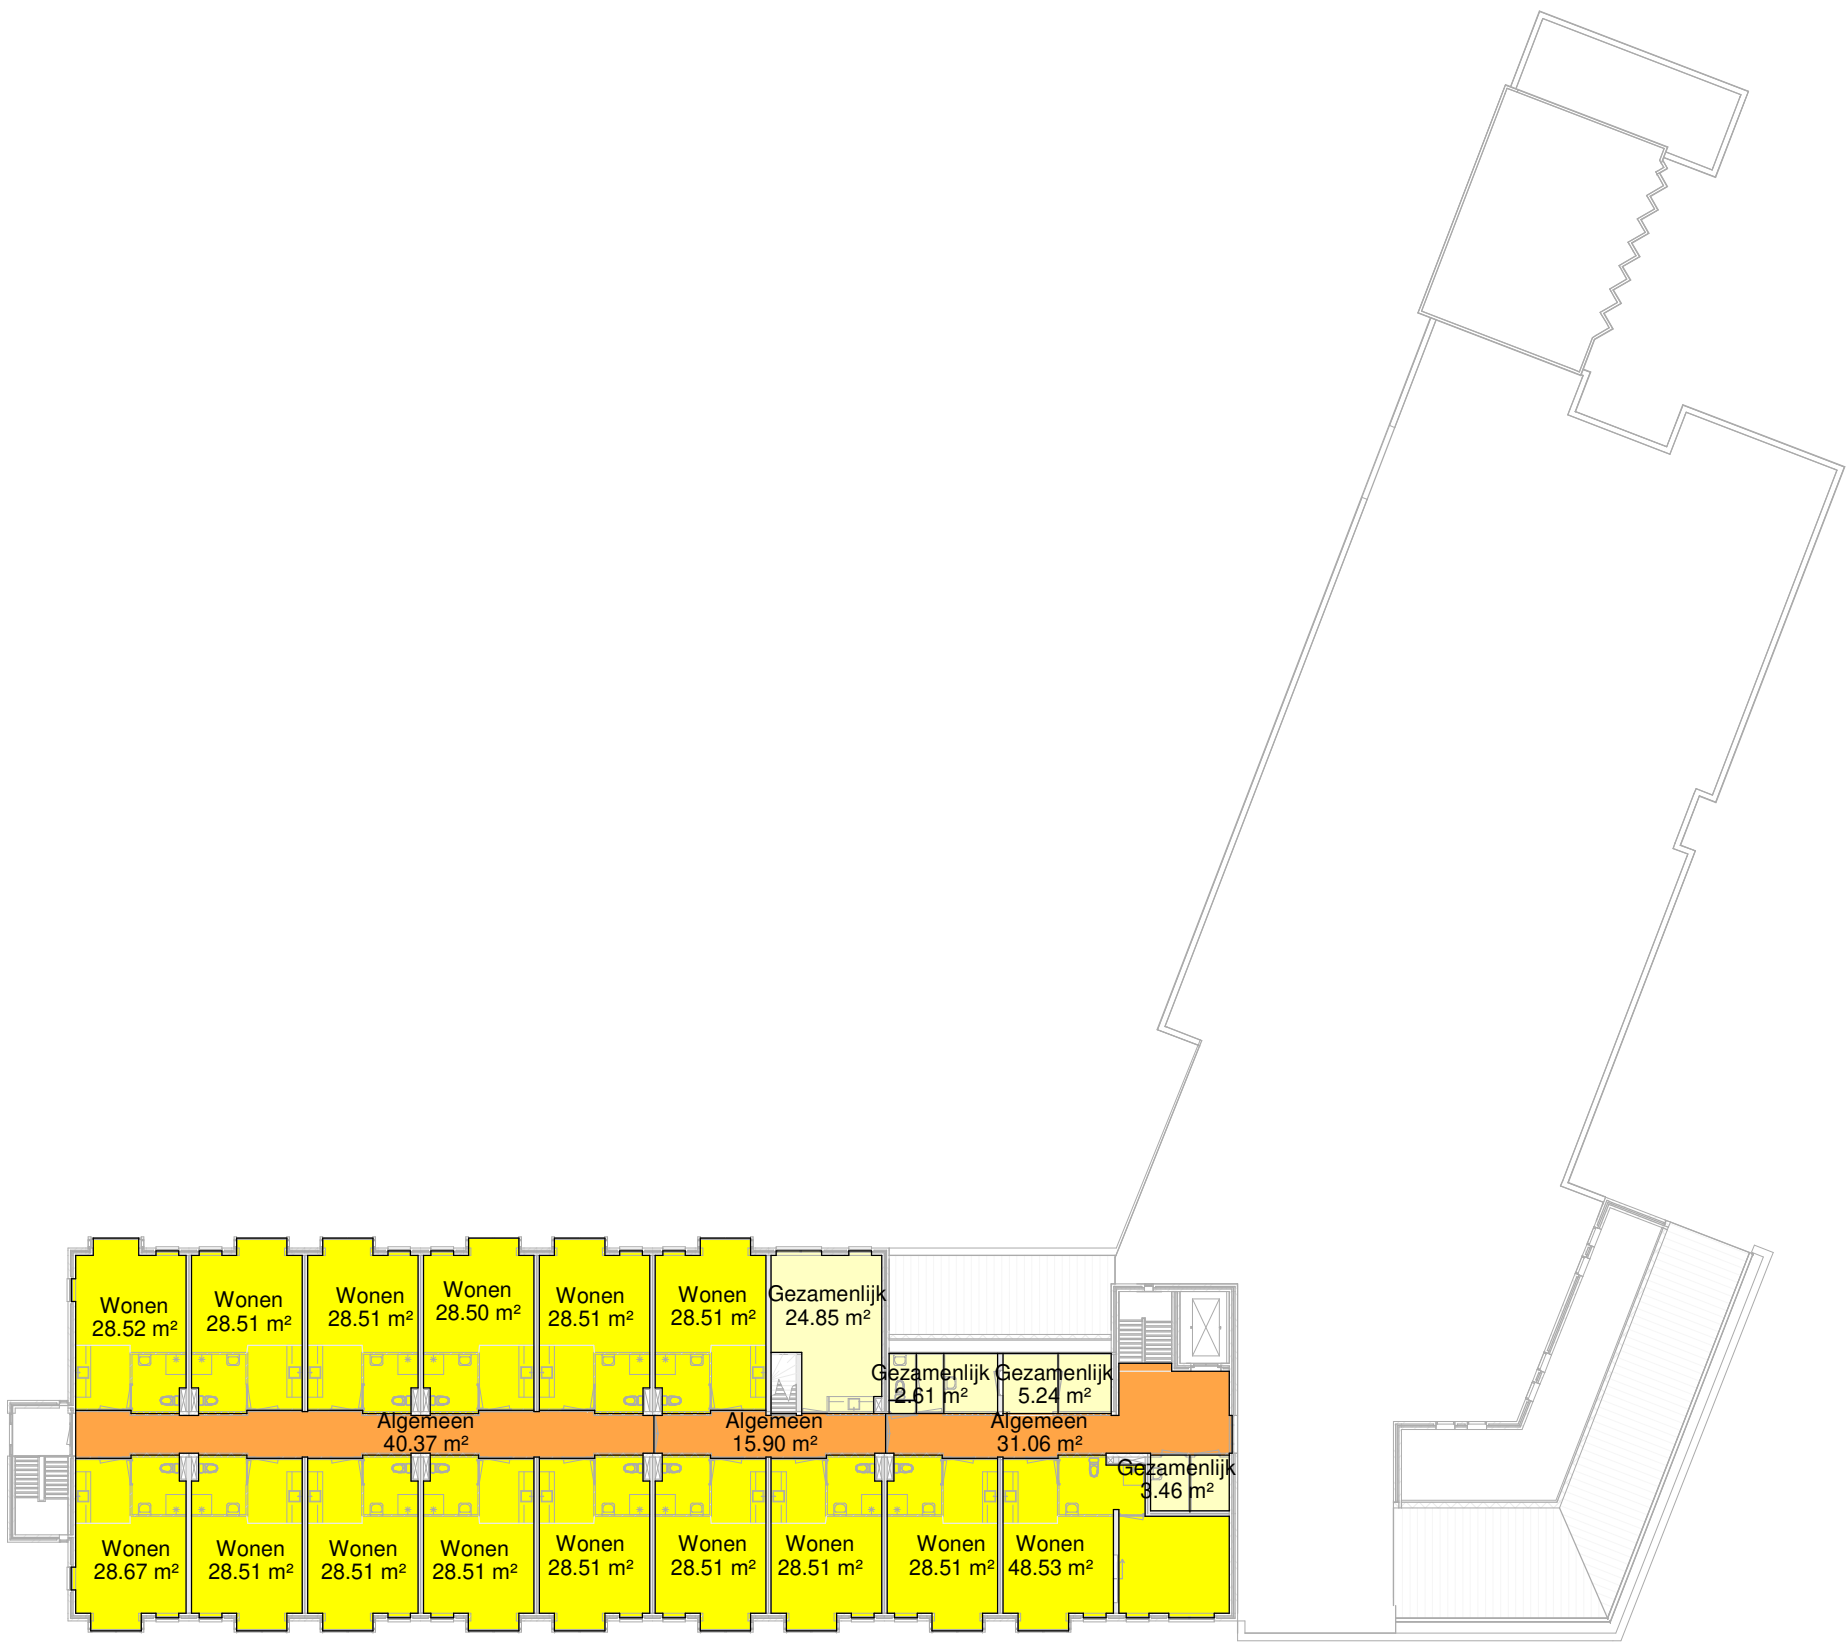 Wonen
28.52 m²
Wonen
28.51 m²
Wonen
28.51 m²
Wonen
28.50 m²
Wonen
28.51 m²
Wonen
28.51 m²
Gezamenlijk
24.85 m²
Gezamenlijk
2.61 m²
Gezamenlijk
5.24 m²
Algemeen
40.37 m²
Algemeen
15.90 m²
Algemeen
31.06 m²
Gezamenlijk
3.46 m²
Wonen
28.67 m²
Wonen
28.51 m²
Wonen
28.51 m²
Wonen
28.51 m²
Wonen
28.51 m²
Wonen
28.51 m²
Wonen
28.51 m²
Wonen
28.51 m²
Wonen
48.53 m²